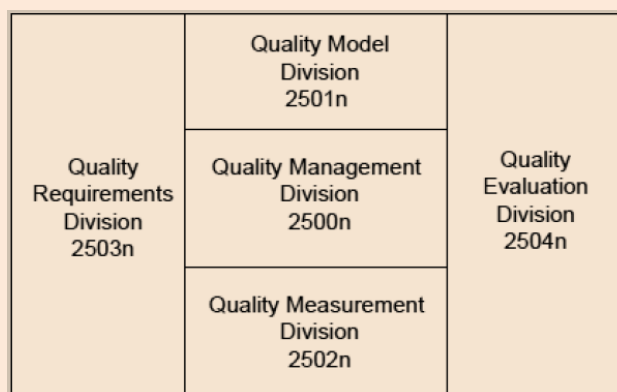 Quality Model
Division
2501n
Quality
Requirements
Division
2503n
Quality Management
Division
2500n
Quality
Evaluation
Division
2504n
Quality Measurement
Division
2502n